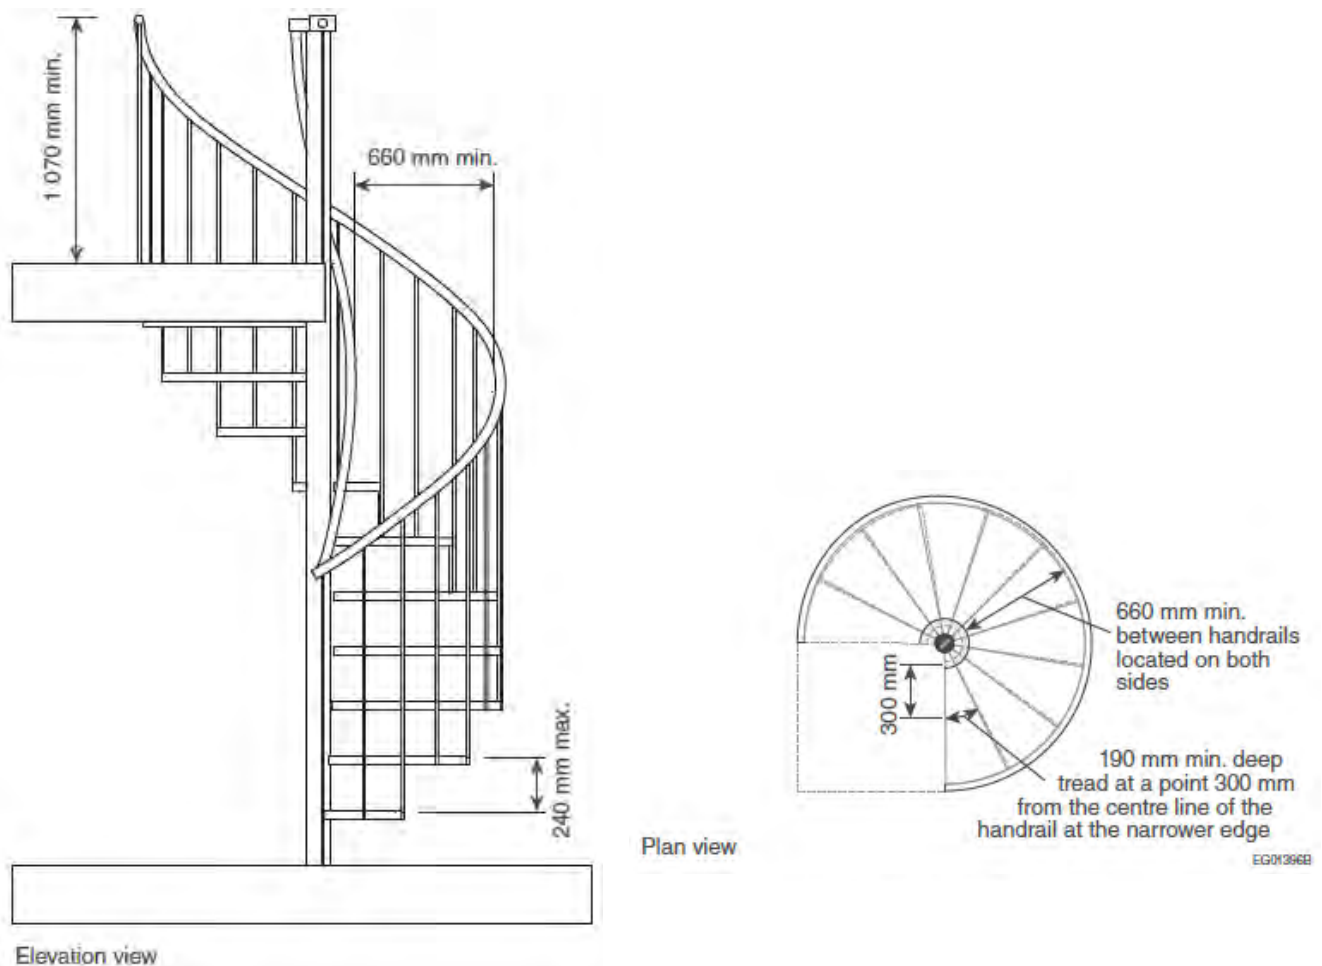 1 070 mm min.
660 mm min.
240 mm max.
Elevation view
660 mm min.
between handrails
located on both
sides
300 mm
190 mm min. deep
tread at a point 300 mm
from the centre line of the
handrail at the narrower edge
Plan view
EG01396B